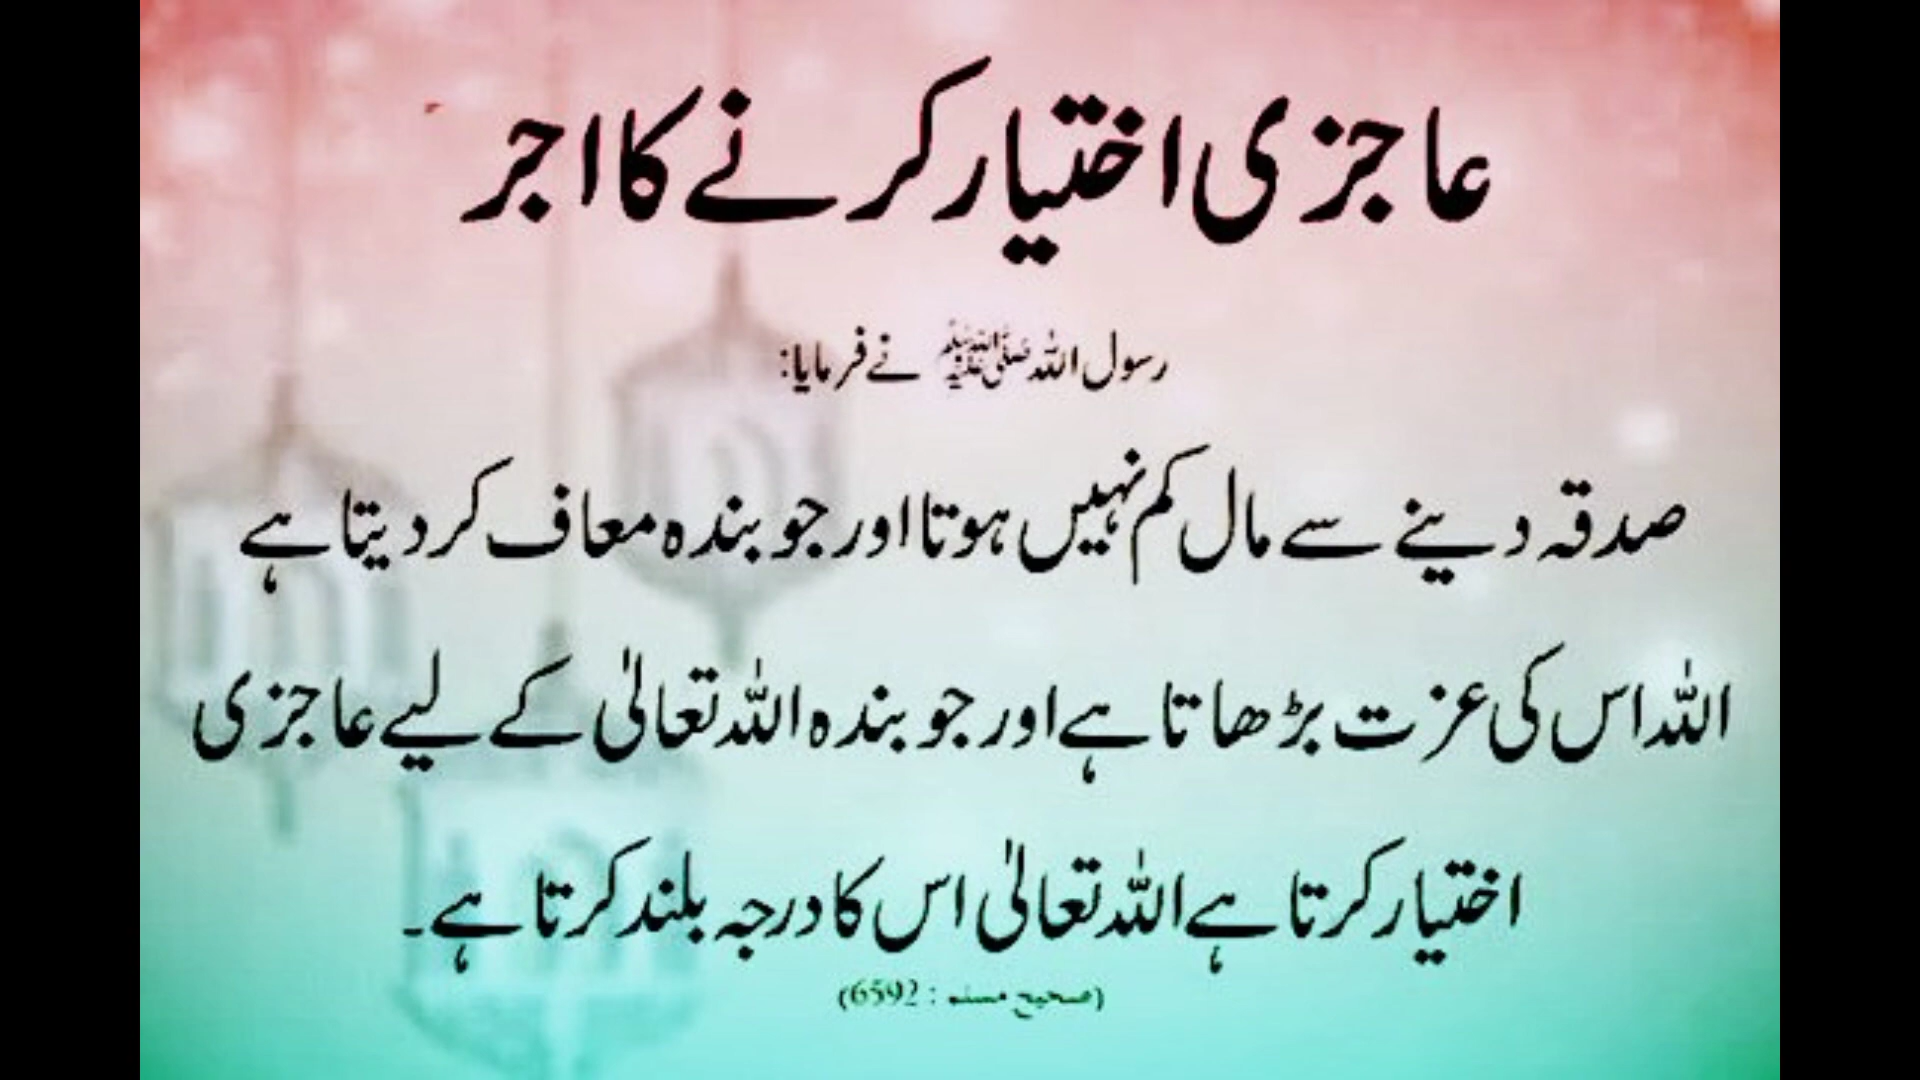 عاجزی اختیار کرنے کا اجر
رسول اللہ ﷺ نے فرمایا:
صدقہ دینے سے مال کم نہیں ہوتا اور جو بندہ معاف کر دیتا ہے
اللہ اس کی عزت بڑھاتا ہے اور جو بندہ اللہ تعالیٰ کے لیے عاجزی
اختیار کرتا ہے اللہ تعالیٰ اس کا درجہ بلند کرتا ہے۔
(صحیح مسلم : 6592)